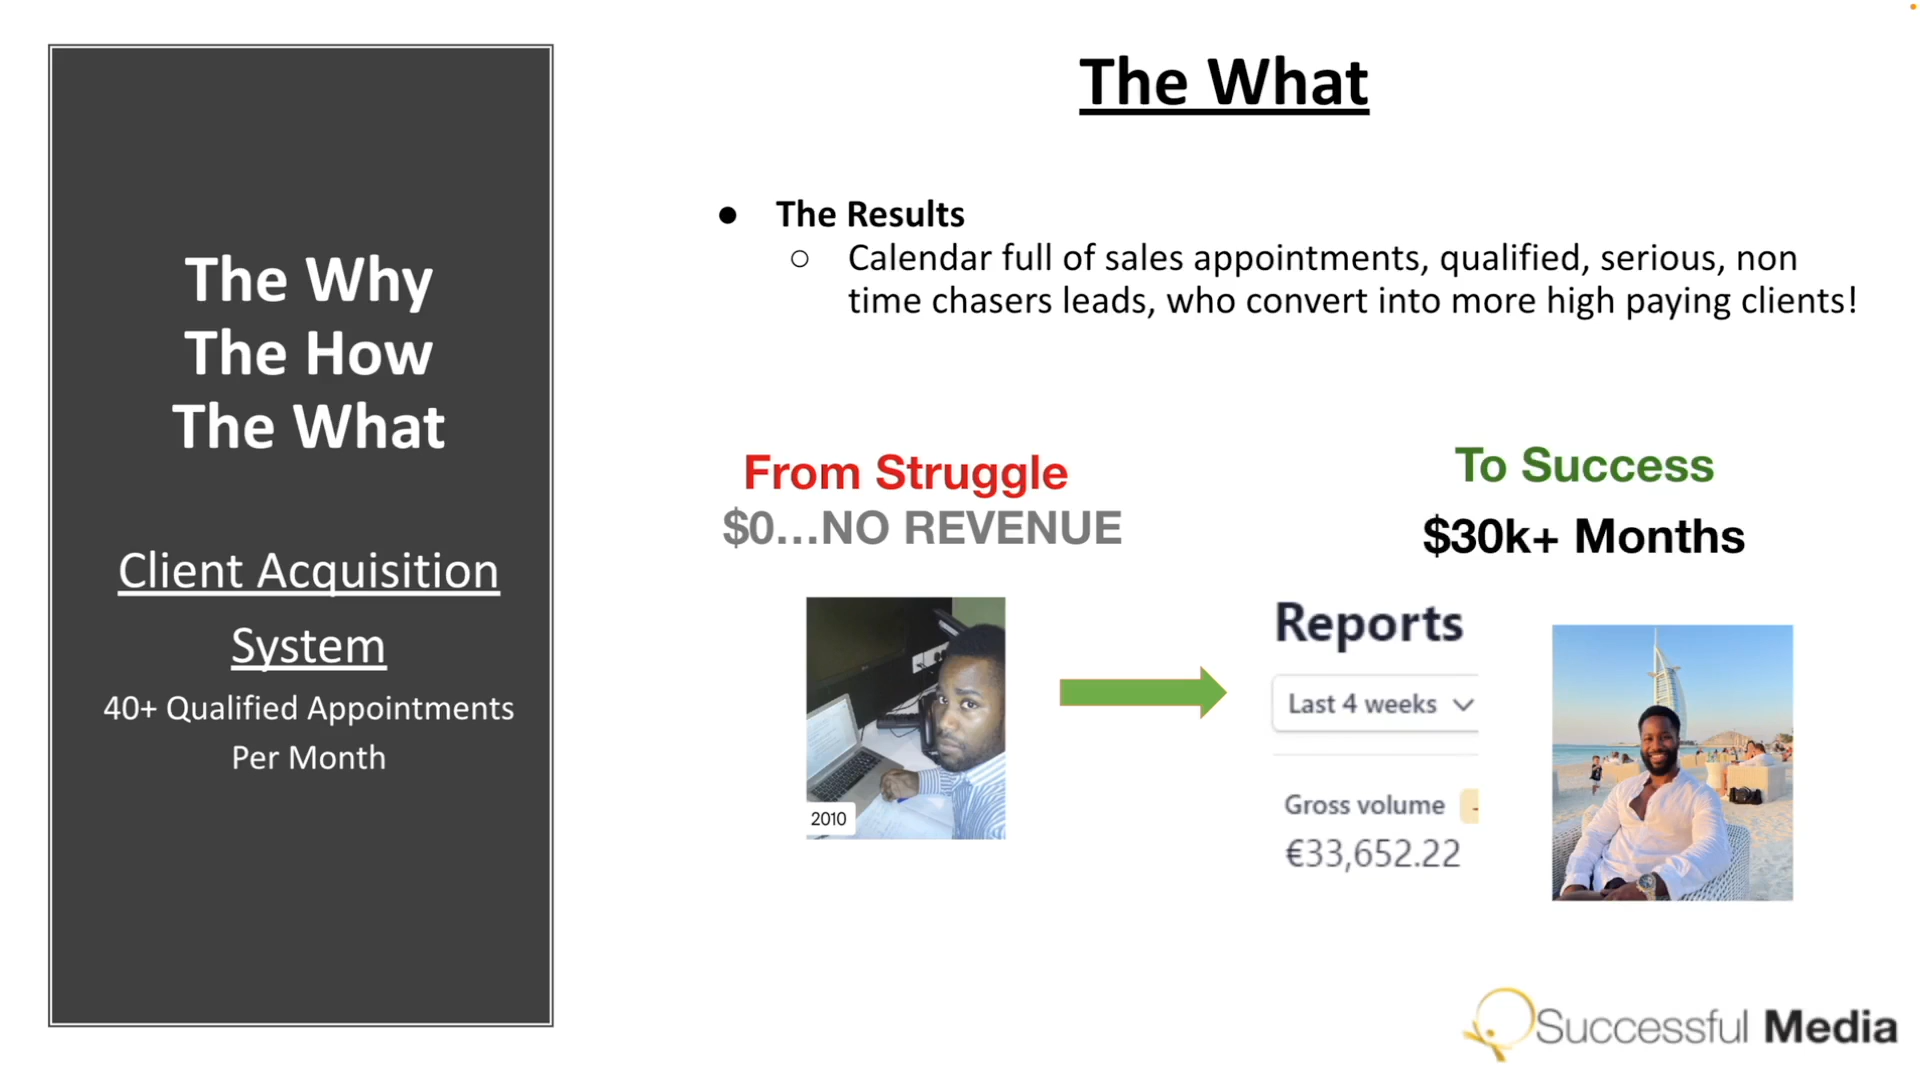 The Why
The How
The What
Client Acquisition
System
40+ Qualified Appointments
Per Month
The What
● The Results
○ Calendar full of sales appointments, qualified, serious, non
time chasers leads, who convert into more high paying clients!
From Struggle
$0...NO REVENUE
2010
To Success
$30k+ Months
Reports
Last 4 weeks
Gross volume
€33,652.22
Successful Media